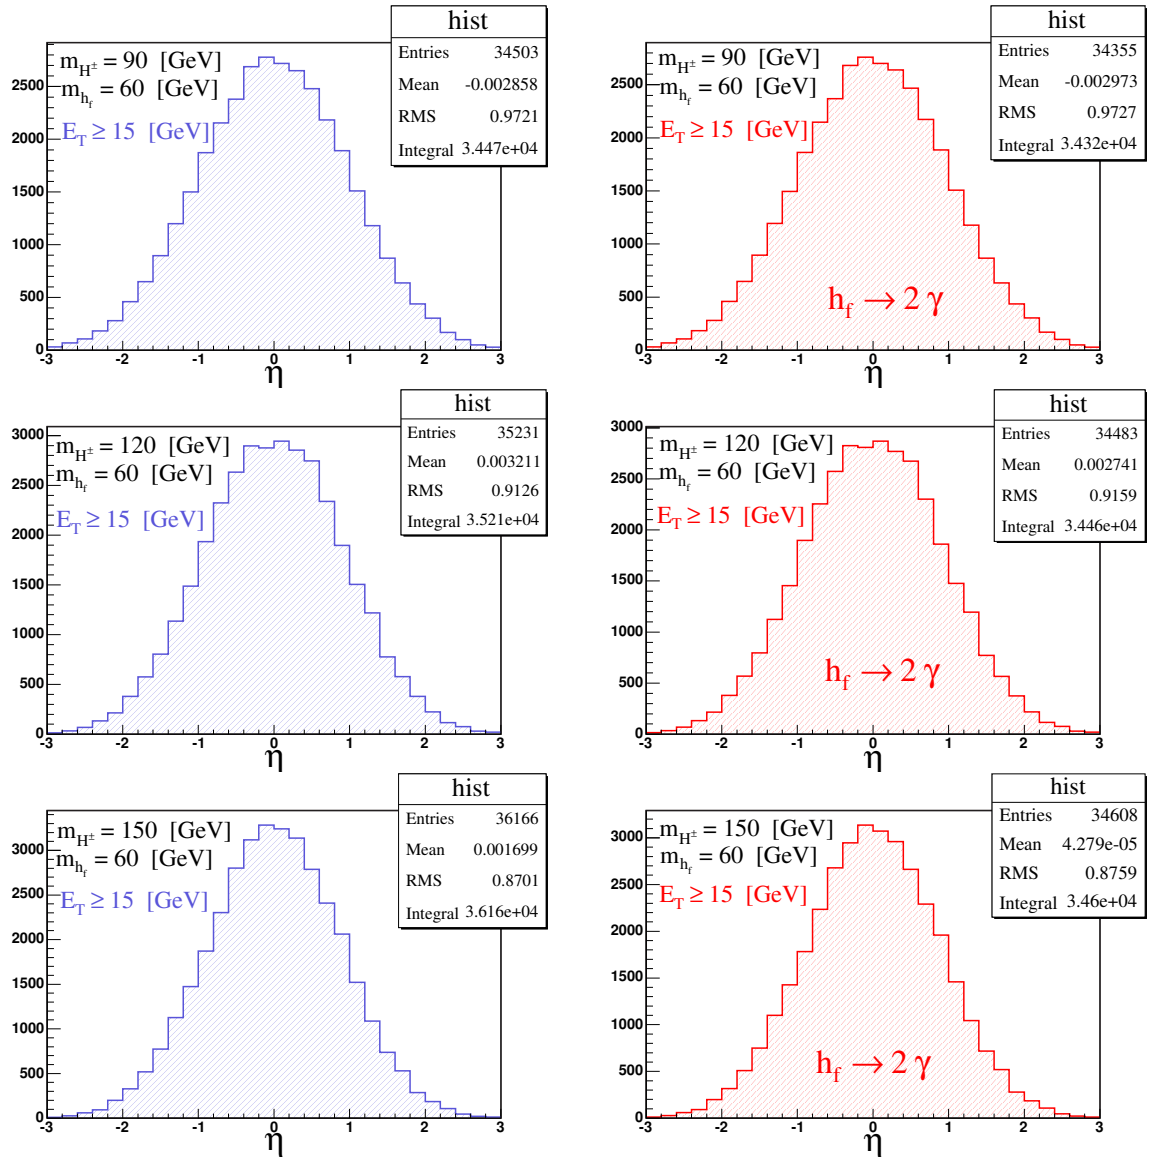 hist
Entries 34503
Mean -0.002858
RMS 0.9721
Integral 3.447e+04
m_{H^±} = 90 [GeV]
m_{h_f} = 60 [GeV]
E_T ≥ 15 [GeV]
2500
2000
1500
1000
500
0
-3 -2 -1 0 1 2 3
η
hist
Entries 34355
Mean -0.002973
RMS 0.9727
Integral 3.432e+04
m_{H^±} = 90 [GeV]
m_{h_f} = 60 [GeV]
E_T ≥ 15 [GeV]
h_f → 2 γ
2500
2000
1500
1000
500
0
-3 -2 -1 0 1 2 3
η
hist
Entries 35231
Mean 0.003211
RMS 0.9126
Integral 3.521e+04
m_{H^±} = 120 [GeV]
m_{h_f} = 60 [GeV]
E_T ≥ 15 [GeV]
3000
2500
2000
1500
1000
500
0
-3 -2 -1 0 1 2 3
η
hist
Entries 34483
Mean 0.002741
RMS 0.9159
Integral 3.446e+04
m_{H^±} = 120 [GeV]
m_{h_f} = 60 [GeV]
E_T ≥ 15 [GeV]
h_f → 2 γ
3000
2500
2000
1500
1000
500
0
-3 -2 -1 0 1 2 3
η
hist
Entries 36166
Mean 0.001699
RMS 0.8701
Integral 3.616e+04
m_{H^±} = 150 [GeV]
m_{h_f} = 60 [GeV]
E_T ≥ 15 [GeV]
3000
2500
2000
1500
1000
500
0
-3 -2 -1 0 1 2 3
η
hist
Entries 34608
Mean 4.279e-05
RMS 0.8759
Integral 3.46e+04
m_{H^±} = 150 [GeV]
m_{h_f} = 60 [GeV]
E_T ≥ 15 [GeV]
h_f → 2 γ
3000
2500
2000
1500
1000
500
0
-3 -2 -1 0 1 2 3
η